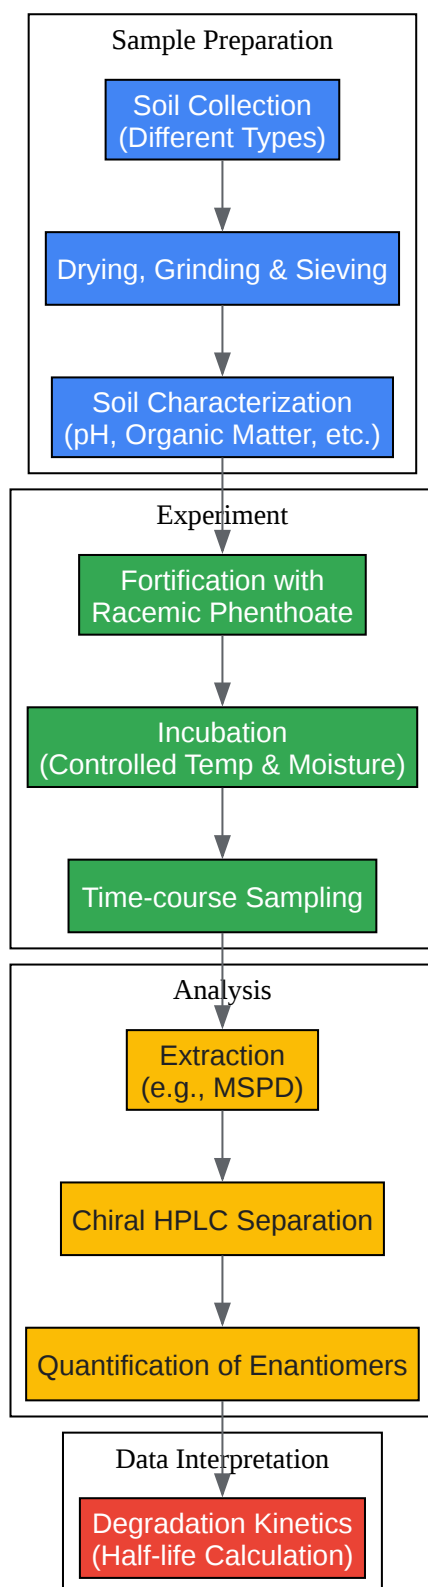 Sample Preparation
Soil Collection
(Different Types)
Drying, Grinding & Sieving
Soil Characterization
(pH, Organic Matter, etc.)
Experiment
Fortification with
Racemic Phenthoate
Incubation
(Controlled Temp & Moisture)
Time-course Sampling
Analysis
Extraction
(e.g., MSPD)
Chiral HPLC Separation
Quantification of Enantiomers
Data Interpretation
Degradation Kinetics
(Half-life Calculation)